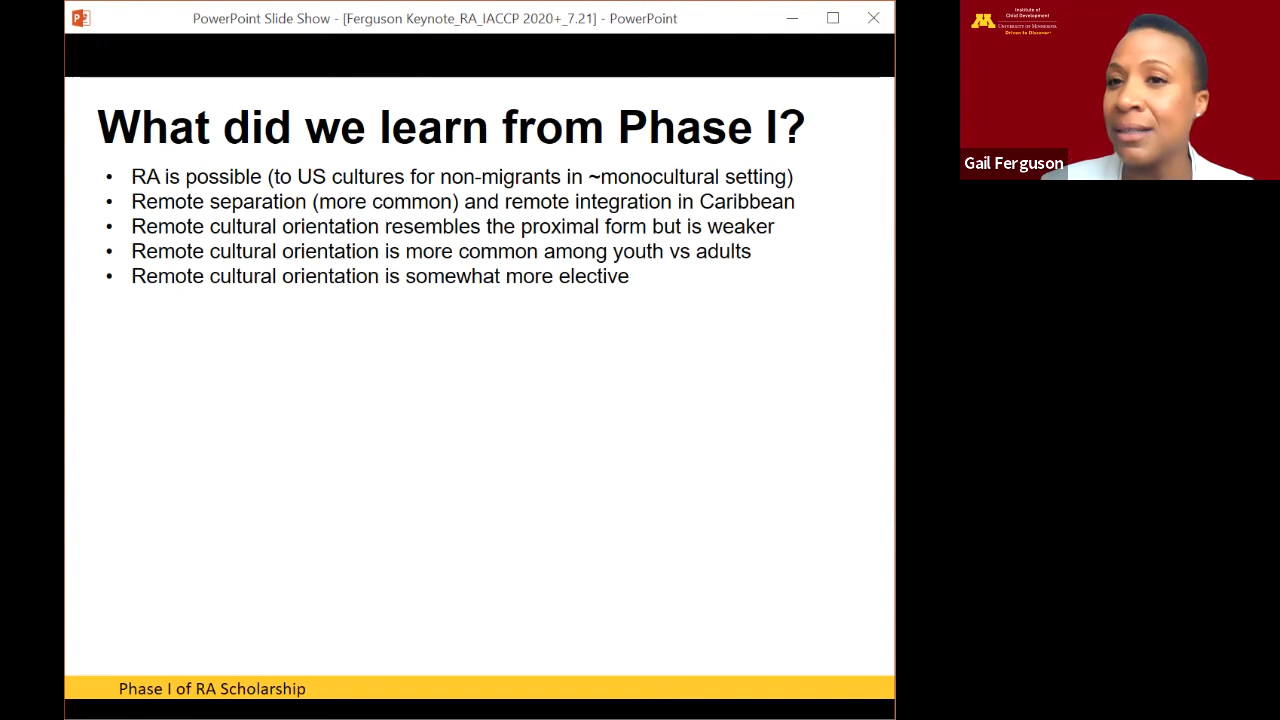 PowerPoint Slide Show - [Ferguson Keynote_RA_IACCP 2020+_7.21] - PowerPoint
What did we learn from Phase I?
• RA is possible (to US cultures for non-migrants in ~monocultural setting)
• Remote separation (more common) and remote integration in Caribbean
• Remote cultural orientation resembles the proximal form but is weaker
• Remote cultural orientation is more common among youth vs adults
• Remote cultural orientation is somewhat more elective
Phase I of RA Scholarship
Institute of
Child Development
University of Minnesota
Driven to Discover
Gail Ferguson